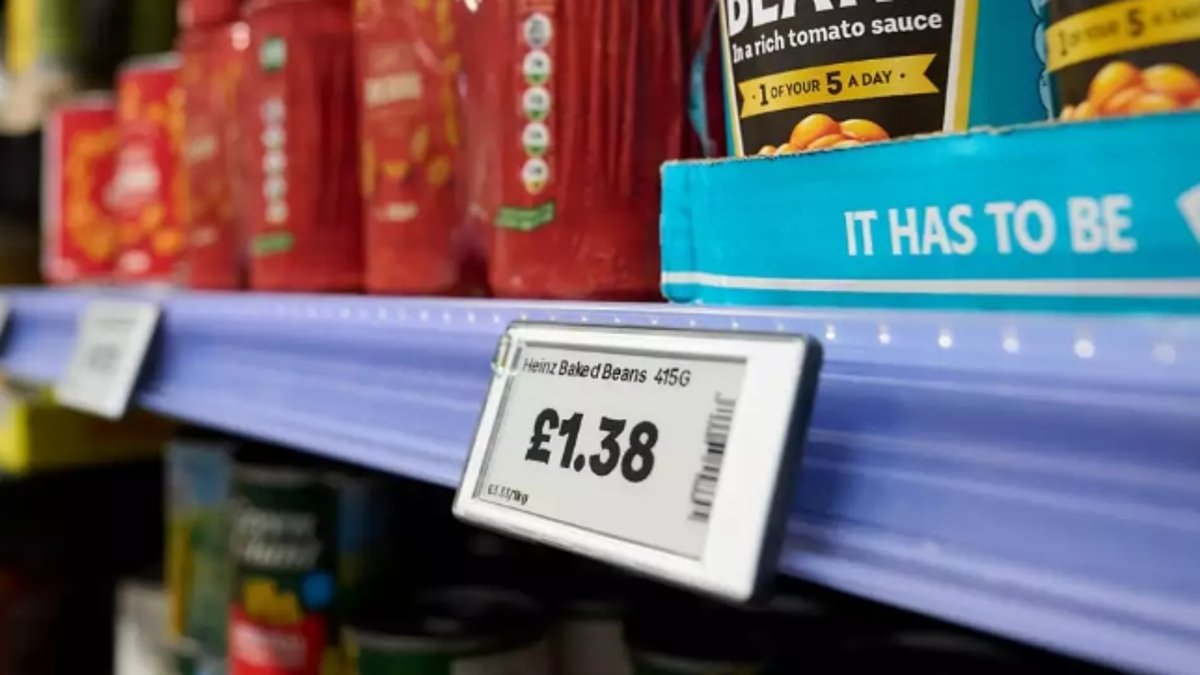 In a rich tomato sauce
1 OF YOUR 5 A DAY
1 OF YOUR 5
IT HAS TO BE
Heinz Baked Beans 415G
£1.38